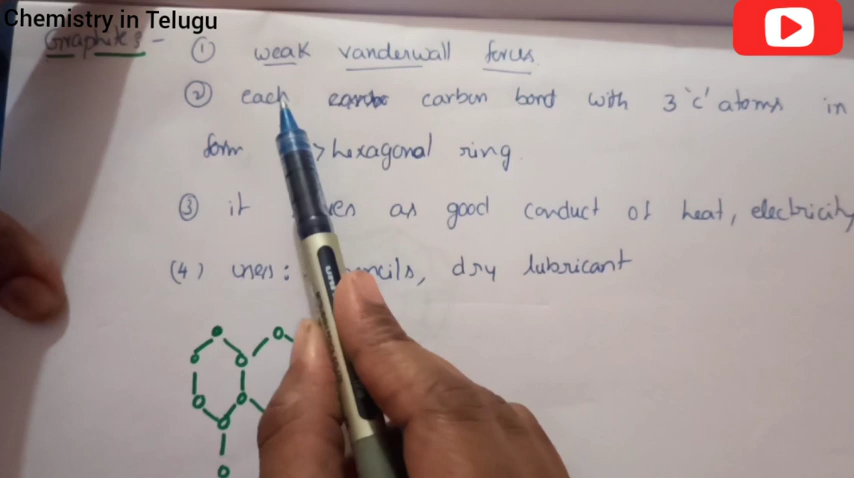 Chemistry in Telugu
Graphite :- ① weak vanderwall forces.
② each carbon bond with 3 'c' atoms in
form > hexagonal ring
③ it as good conduct of heat, electricity
(4) uses: pencils, dry lubricant